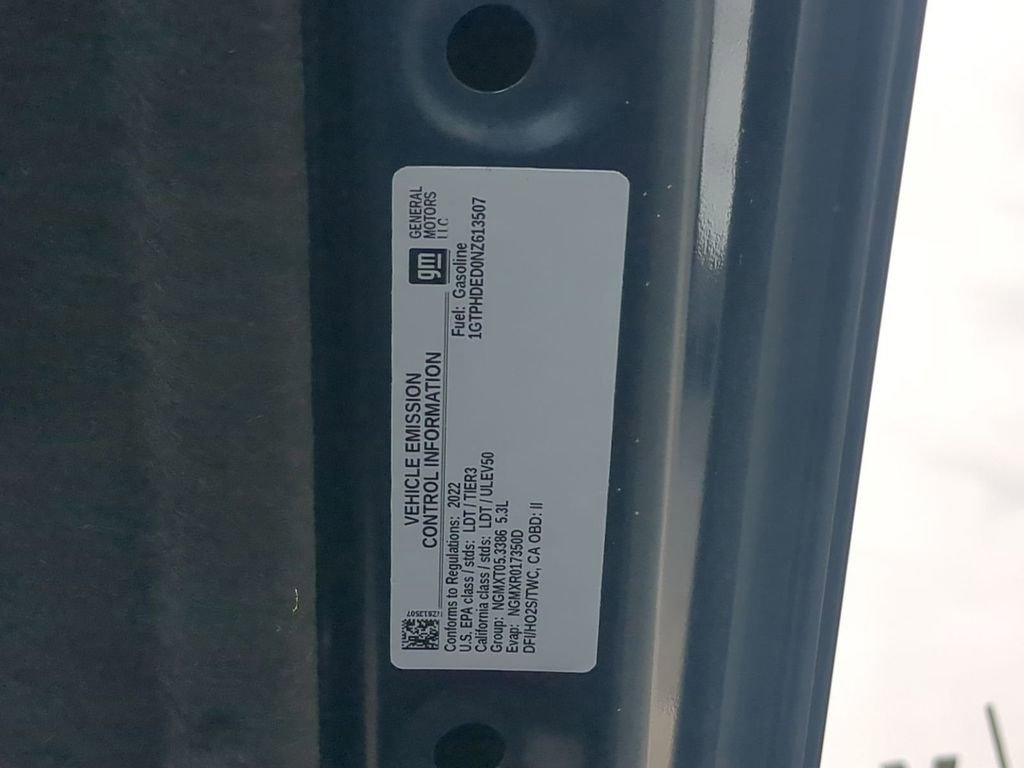 VEHICLE EMISSION
CONTROL INFORMATION
gm
GENERAL
MOTORS
LLC
Conforms to Regulations: 2022
Fuel: Gasoline
U.S. EPA class / stds: LDT / TIER3
1GTPHDED0NZ613507
California class / stds: LDT / ULEV50
Group: NGMXT05.3386 5.3L
Evap: NGMXR017350D
DFI/HO2S/TWC, CA OBD: II